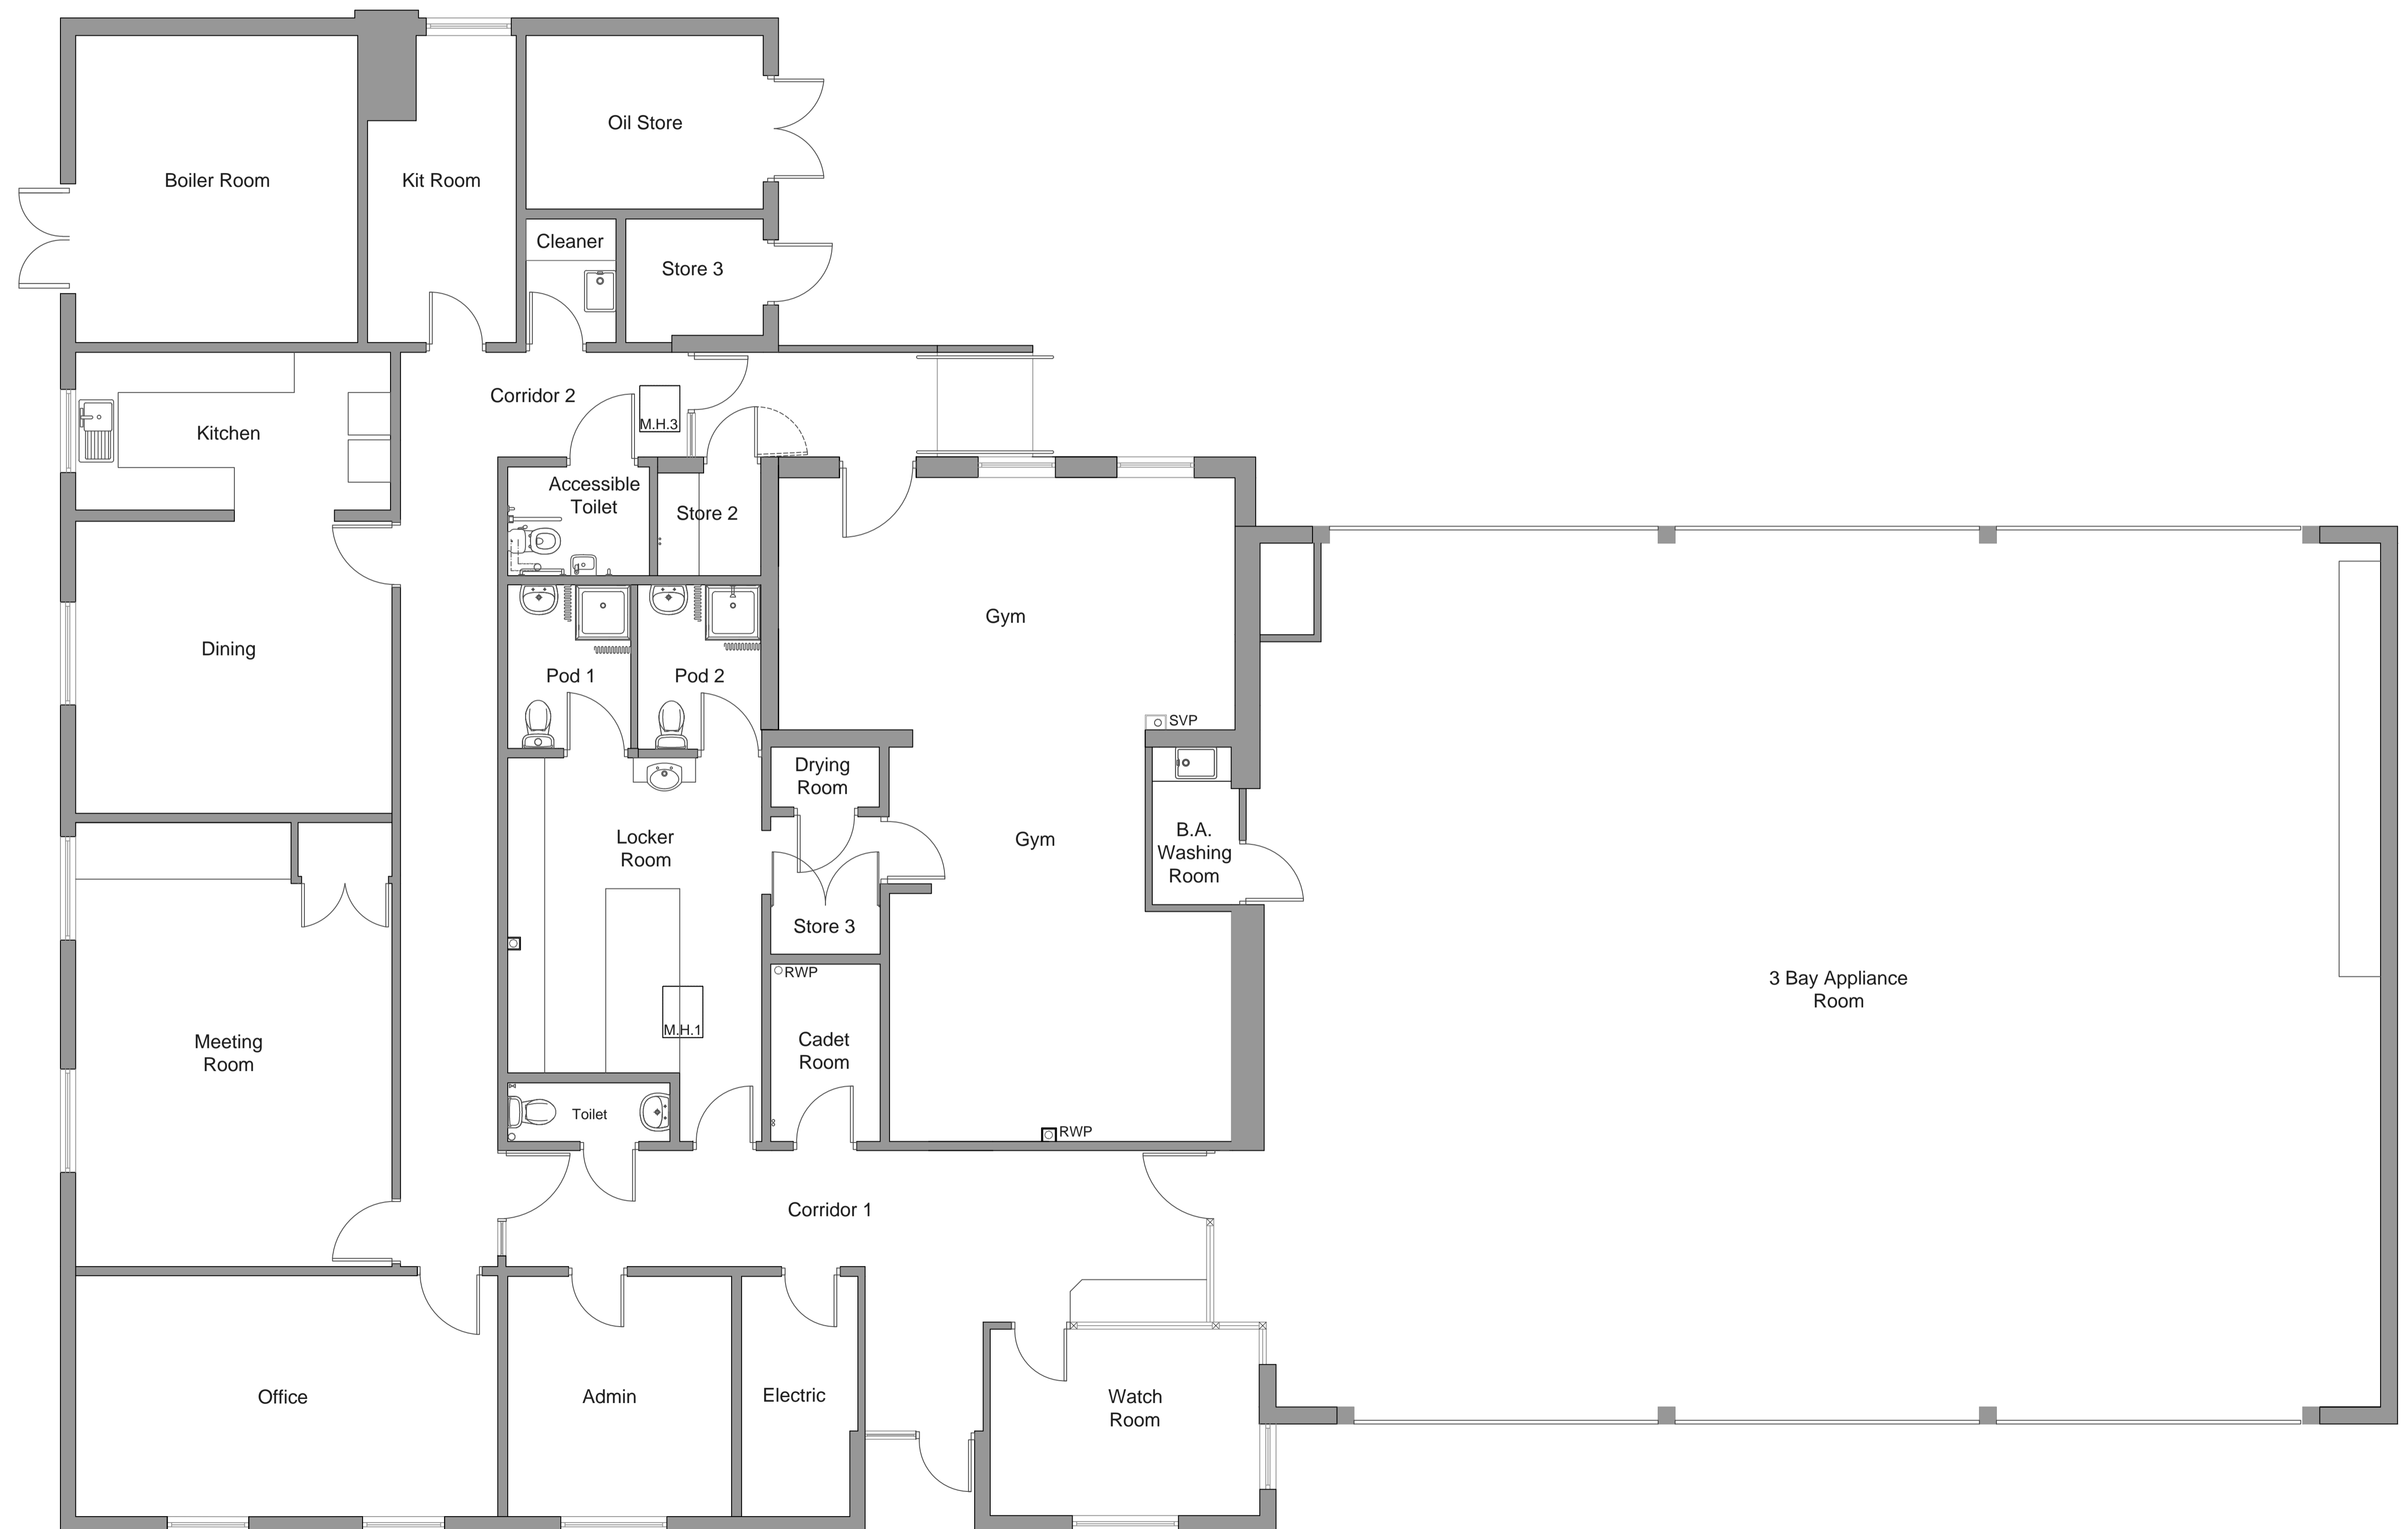 Oil Store
Boiler Room
Kit Room
Cleaner
Store 3
Corridor 2
M.H.3
Kitchen
Accessible
Toilet
Store 2
Gym
Dining
Pod 1
Pod 2
SVP
Drying
Room
Locker
Room
Gym
B.A.
Washing
Room
Store 3
RWP
3 Bay Appliance
Room
M.H.1
Meeting
Room
Cadet
Room
Toilet
RWP
Corridor 1
Office
Admin
Electric
Watch
Room